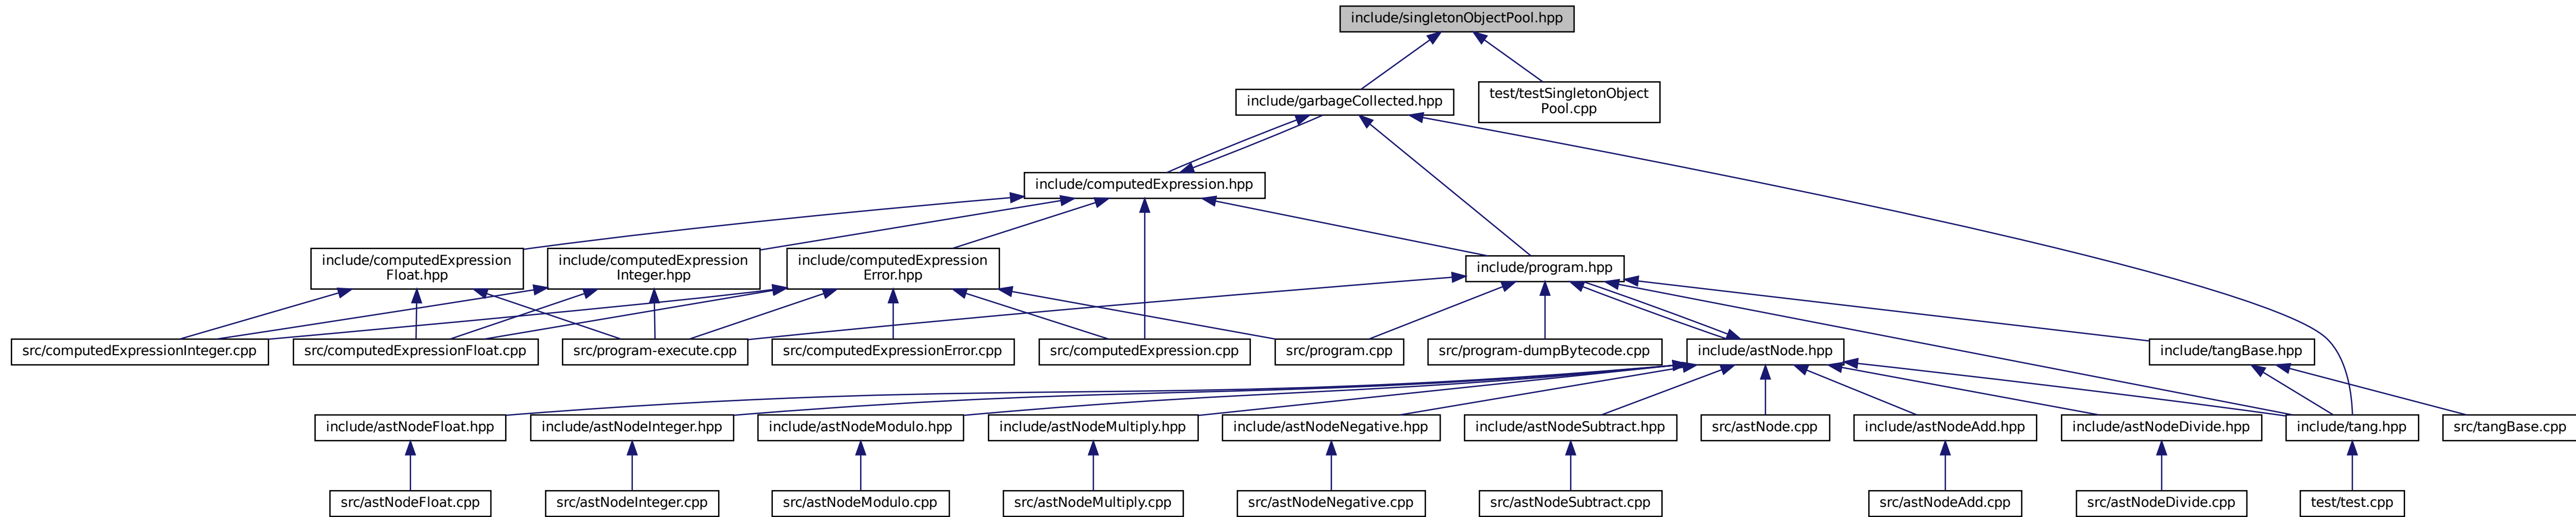 include/singletonObjectPool.hpp
include/garbageCollected.hpp
test/testSingletonObject
Pool.cpp
include/computedExpression.hpp
include/computedExpression
Float.hpp
include/computedExpression
Integer.hpp
include/computedExpression
Error.hpp
include/program.hpp
src/computedExpressionInteger.cpp
src/computedExpressionFloat.cpp
src/program-execute.cpp
src/computedExpressionError.cpp
src/computedExpression.cpp
src/program.cpp
src/program-dumpBytecode.cpp
include/astNode.hpp
include/tangBase.hpp
include/astNodeFloat.hpp
include/astNodeInteger.hpp
include/astNodeModulo.hpp
include/astNodeMultiply.hpp
include/astNodeNegative.hpp
include/astNodeSubtract.hpp
src/astNode.cpp
include/astNodeAdd.hpp
include/astNodeDivide.hpp
include/tang.hpp
src/tangBase.cpp
src/astNodeFloat.cpp
src/astNodeInteger.cpp
src/astNodeModulo.cpp
src/astNodeMultiply.cpp
src/astNodeNegative.cpp
src/astNodeSubtract.cpp
src/astNodeAdd.cpp
src/astNodeDivide.cpp
test/test.cpp